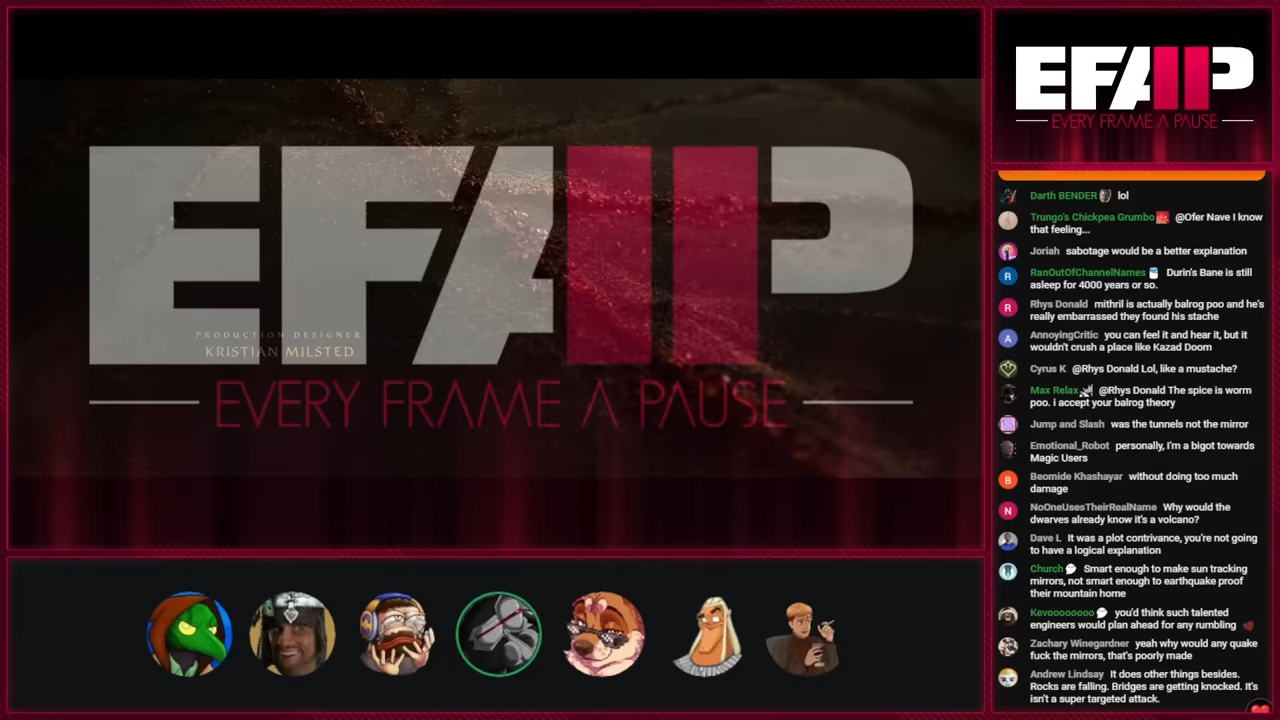 EFAP
EVERY FRAME A PAUSE
PRODUCTION DESIGNER
KRISTIAN MILSTED
EFAP
EVERY FRAME A PAUSE
Darth BENDER lol
Trungo's Chickpea Grumbo @Ofer Nave I know
that feeling...
Joriah sabotage would be a better explanation
RanOutOfChannelNames Durin's Bane is still
asleep for 4000 years or so.
Rhys Donald mithril is actually balrog poo and he's
really embarrassed they found his stache
AnnoyingCritic you can feel it and hear it, but it
wouldn't crush a place like Kazad Doom
Cyrus K @Rhys Donald Lol, like a mustache?
Max Relax @Rhys Donald The spice is worm
poo. i accept your balrog theory
Jump and Slash was the tunnels not the mirror
Emotional_Robot personally, I'm a bigot towards
Magic Users
Beomide Khashayar without doing too much
damage
NoOneUsesTheirRealName Why would the
dwarves already know it's a volcano?
Dave L It was a plot contrivance, you're not going
to have a logical explanation
Church Smart enough to make sun tracking
mirrors, not smart enough to earthquake proof
their mountain home
Kevoooooooo you'd think such talented
engineers would plan ahead for any rumbling
Zachary Winegardner yeah why would any quake
fuck the mirrors, that's poorly made
Andrew Lindsay It does other things besides.
Rocks are falling. Bridges are getting knocked. It's
isn't a super targeted attack.
R
R
A
B
N